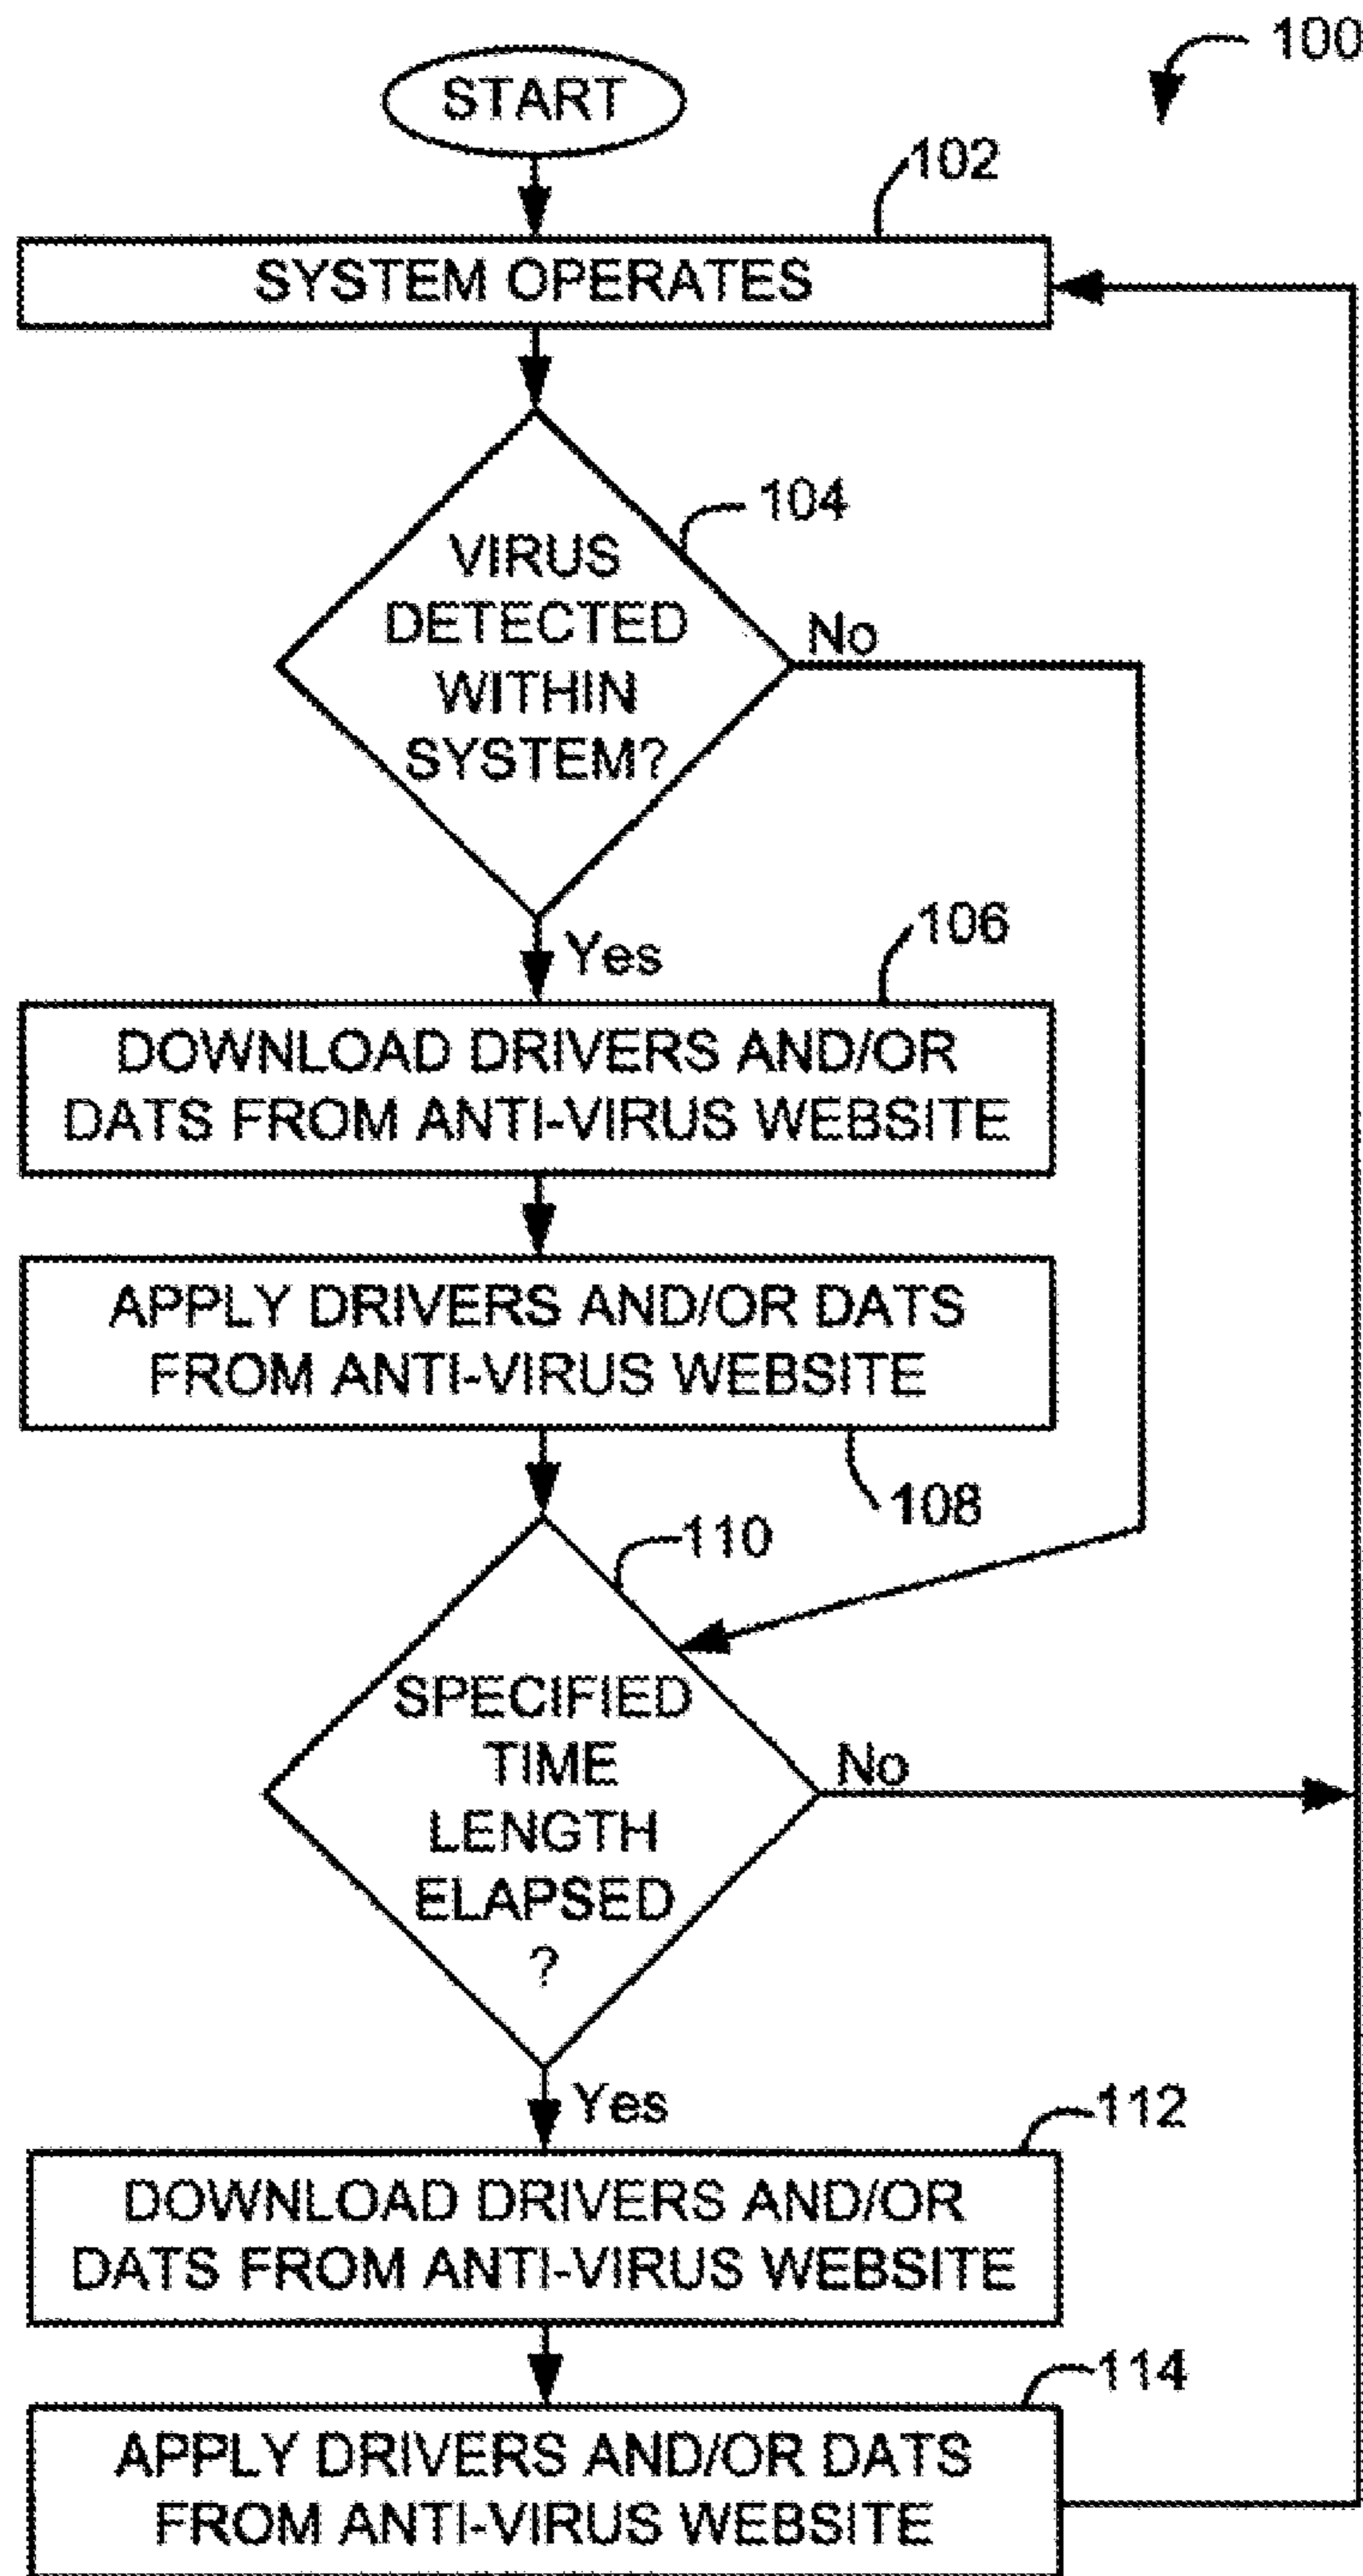 100
START
102
SYSTEM OPERATES
104
VIRUS
DETECTED
WITHIN
SYSTEM?
No
Yes
106
DOWNLOAD DRIVERS AND/OR
DATS FROM ANTI-VIRUS WEBSITE
APPLY DRIVERS AND/OR DATS
FROM ANTI-VIRUS WEBSITE
108
110
SPECIFIED
TIME
LENGTH
ELAPSED
?
No
Yes
112
DOWNLOAD DRIVERS AND/OR
DATS FROM ANTI-VIRUS WEBSITE
114
APPLY DRIVERS AND/OR DATS
FROM ANTI-VIRUS WEBSITE